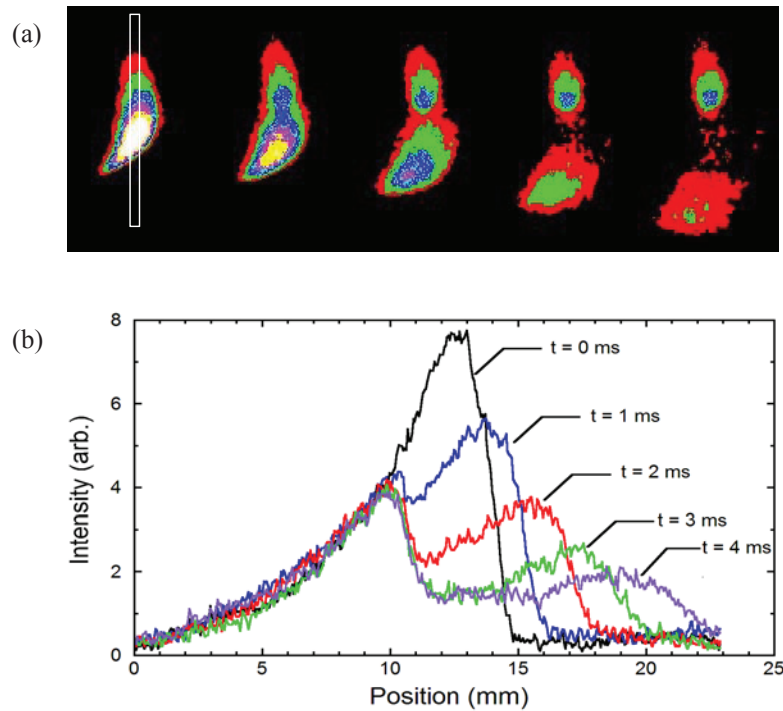 (a)
(b)
8
6
4
2
0
Intensity (arb.)
t = 0 ms
t = 1 ms
t = 2 ms
t = 3 ms
t = 4 ms
0 5 10 15 20 25
Position (mm)